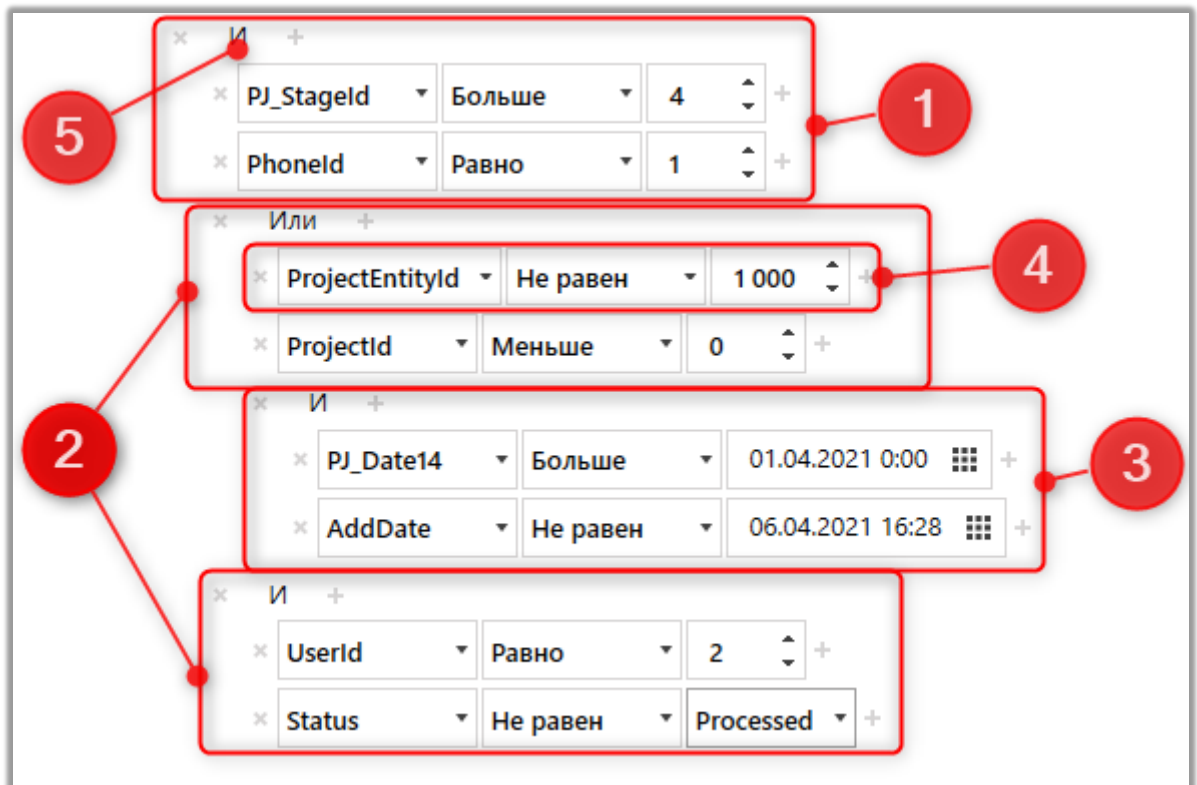 И
PJ_StageId Больше 4
5
1
PhoneId Равно 1
Или
ProjectEntityId Не равен 1 000
4
ProjectId Меньше 0
И
2
PJ_Date14 Больше 01.04.2021 0:00
3
AddDate Не равен 06.04.2021 16:28
И
UserId Равно 2
Status Не равен Processed